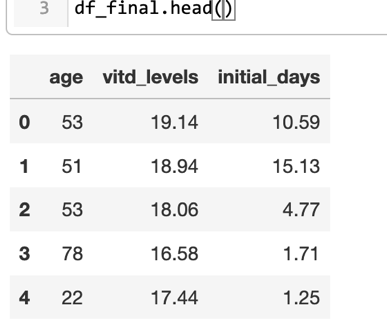 3 df_final.head()
age vitd_levels initial_days
0 53 19.14 10.59
1 51 18.94 15.13
2 53 18.06 4.77
3 78 16.58 1.71
4 22 17.44 1.25